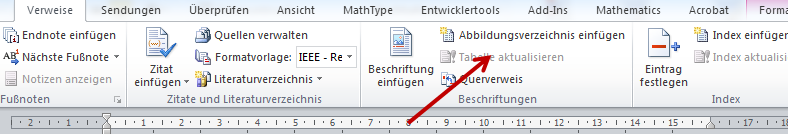 Verweise Sendungen Überprüfen Ansicht MathType Entwicklertools Add-Ins Mathematics Acrobat Forma
Endnote einfügen
Nächste Fußnote
Notizen anzeigen
Fußnoten
Zitat einfügen
Quellen verwalten
Formatvorlage: IEEE - Re
Literaturverzeichnis
Zitate und Literaturverzeichnis
Beschriftung einfügen
Abbildungsverzeichnis einfügen
Tabelle aktualisieren
Querverweis
Beschriftungen
Eintrag festlegen
Index einfügen
Index aktualisi
Index
2 1 1 2 3 4 5 6 7 8 9 10 11 12 13 14 15 17 18